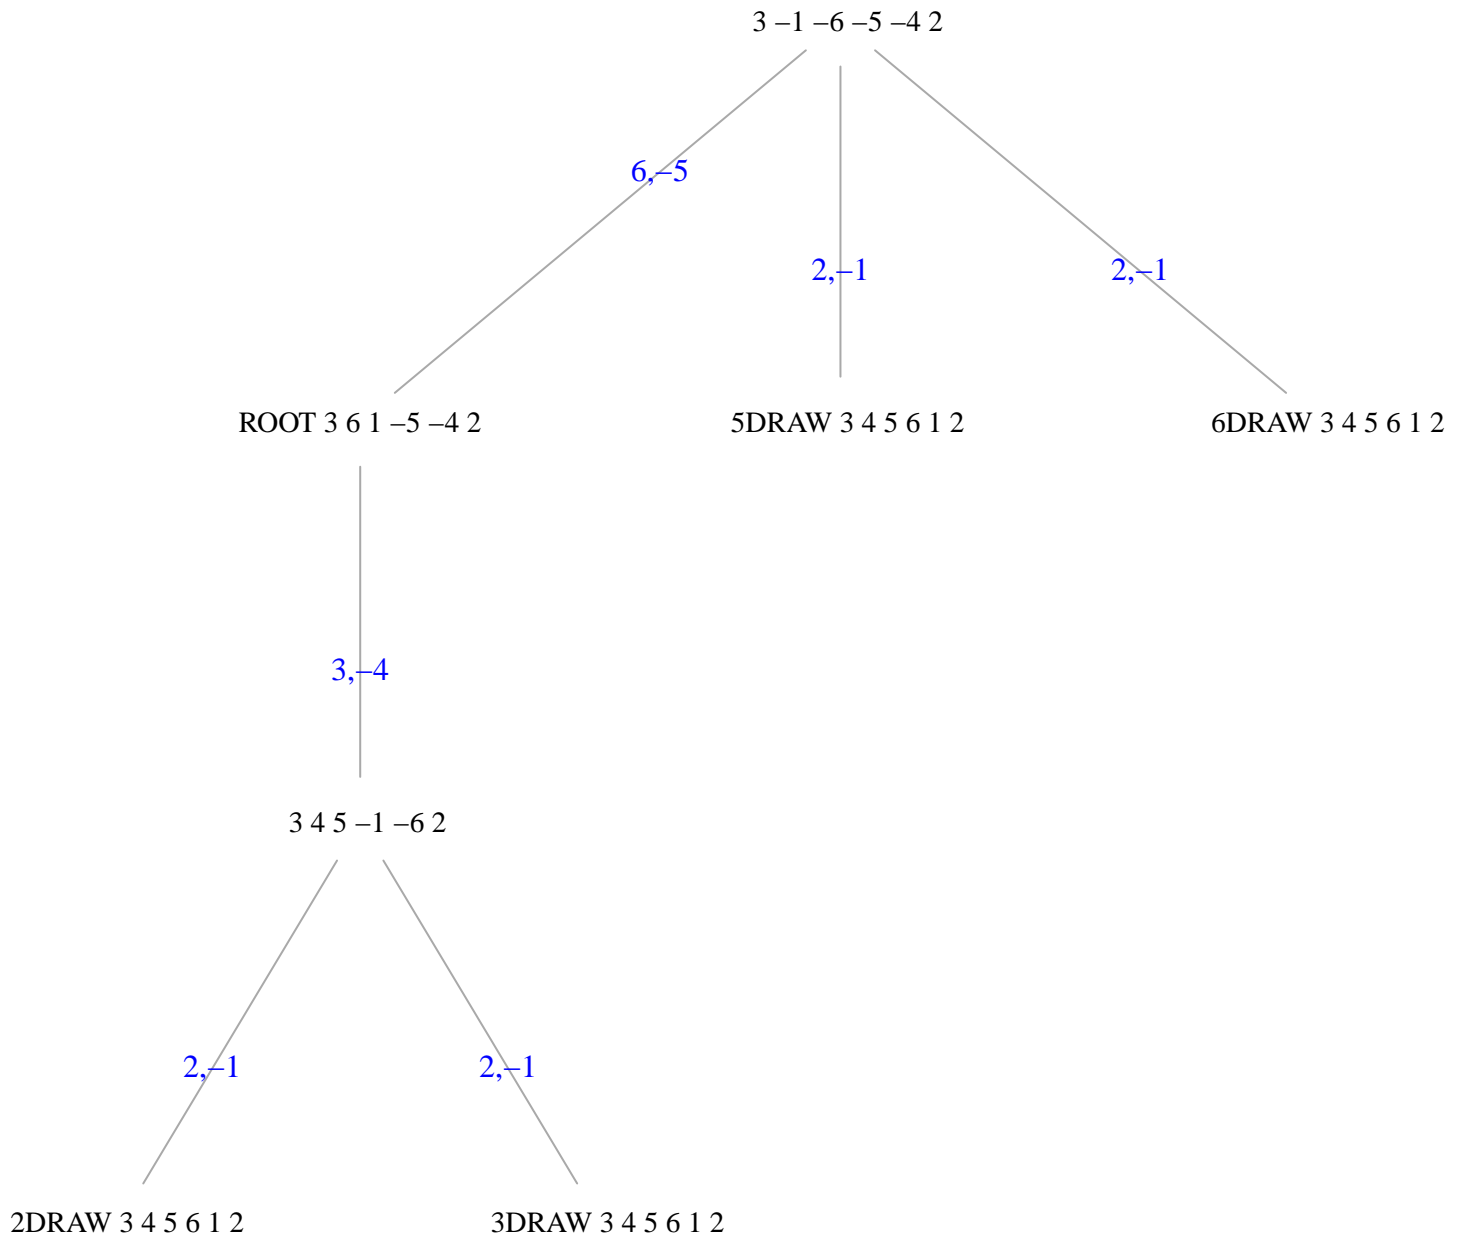 3 –1 –6 –5 –4 2
6,–5
2,–1
2,–1
ROOT 3 6 1 –5 –4 2
5DRAW 3 4 5 6 1 2
6DRAW 3 4 5 6 1 2
3,–4
3 4 5 –1 –6 2
2,–1
2,–1
2DRAW 3 4 5 6 1 2
3DRAW 3 4 5 6 1 2